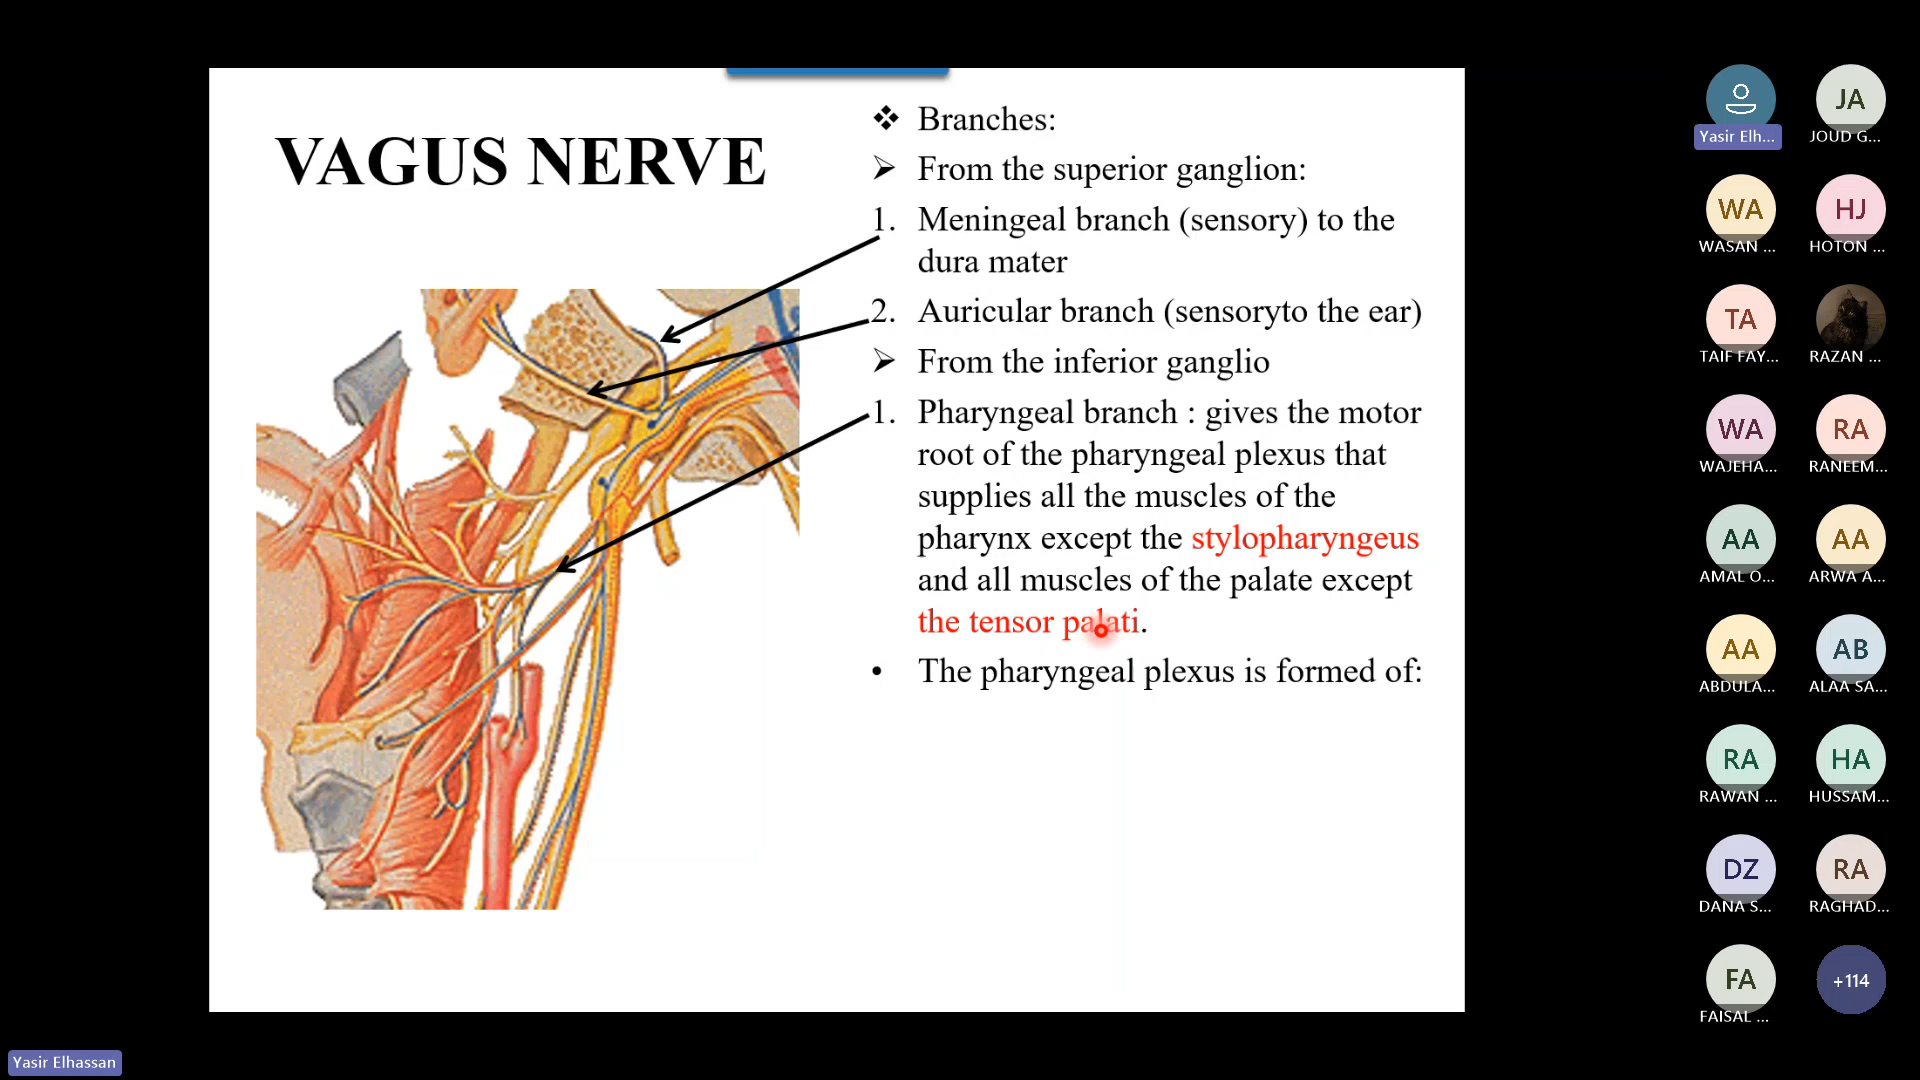 VAGUS NERVE
❖ Branches:
➢ From the superior ganglion:
1. Meningeal branch (sensory) to the
dura mater
2. Auricular branch (sensoryto the ear)
➢ From the inferior ganglio
1. Pharyngeal branch : gives the motor
root of the pharyngeal plexus that
supplies all the muscles of the
pharynx except the stylopharyngeus
and all muscles of the palate except
the tensor palati.
• The pharyngeal plexus is formed of:
Yasir Elh...
JA
JOUD G...
WA
WASAN ...
HJ
HOTON ...
TA
TAIF FAY...
RAZAN ...
WA
WAJEHA...
RA
RANEEM...
AA
AMAL O...
AA
ARWA A...
AA
ABDULA...
AB
ALAA SA...
RA
RAWAN ...
HA
HUSSAM...
DZ
DANA S...
RA
RAGHAD...
FA
FAISAL ...
+114
Yasir Elhassan